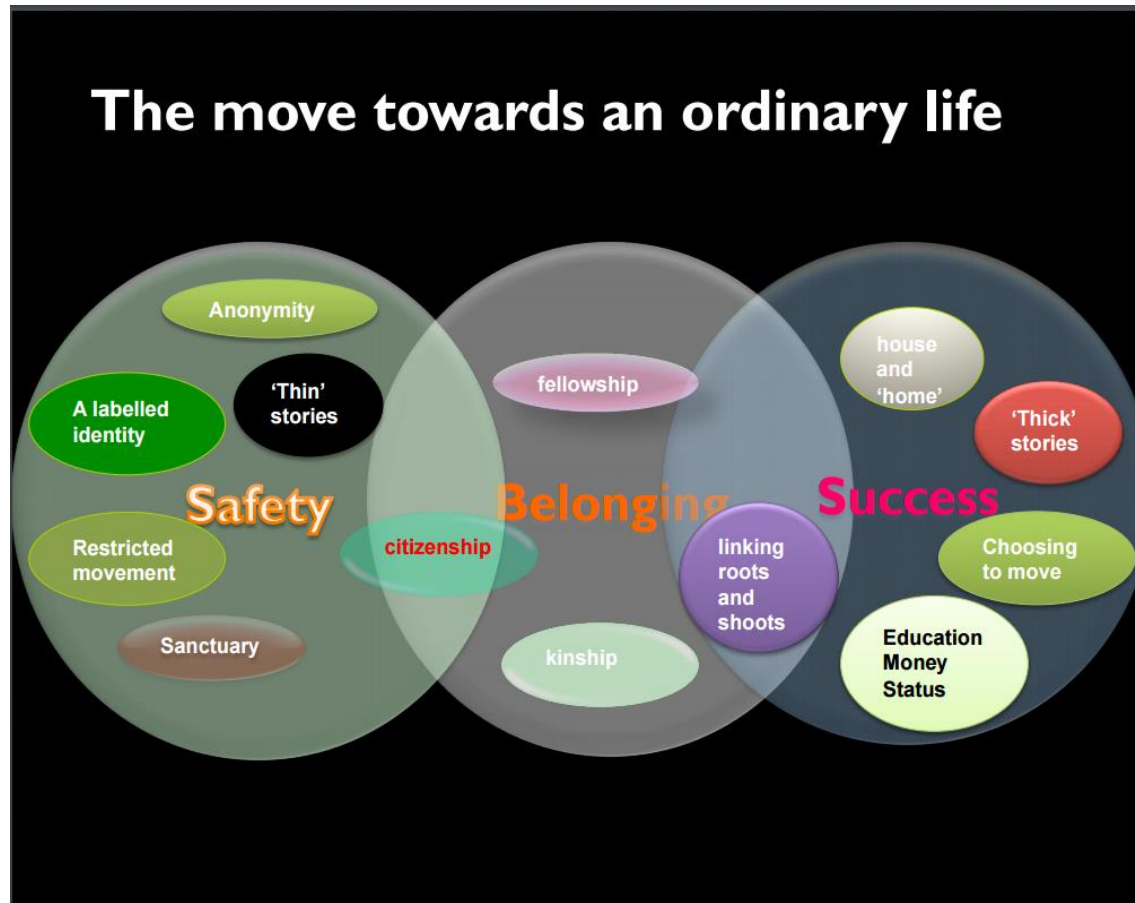 The move towards an ordinary life
Anonymity
‘Thin’
stories
A labelled
identity
Safety
Restricted
movement
Sanctuary
citizenship
fellowship
Belonging
kinship
linking
roots
and
shoots
house
and
‘home’
‘Thick’
stories
Success
Choosing
to move
Education
Money
Status